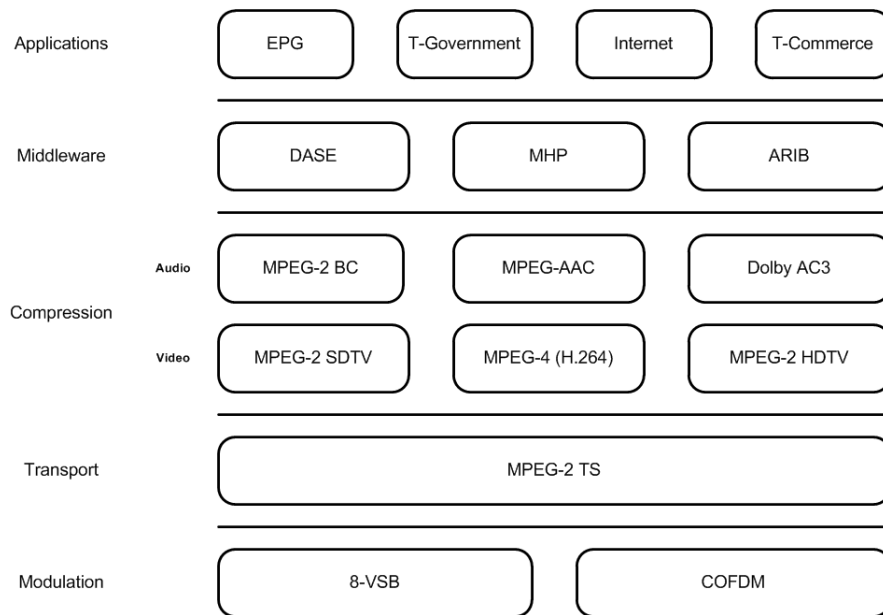 Applications
EPG
T-Government
Internet
T-Commerce
Middleware
DASE
MHP
ARIB
Compression
Audio
MPEG-2 BC
MPEG-AAC
Dolby AC3
Video
MPEG-2 SDTV
MPEG-4 (H.264)
MPEG-2 HDTV
Transport
MPEG-2 TS
Modulation
8-VSB
COFDM